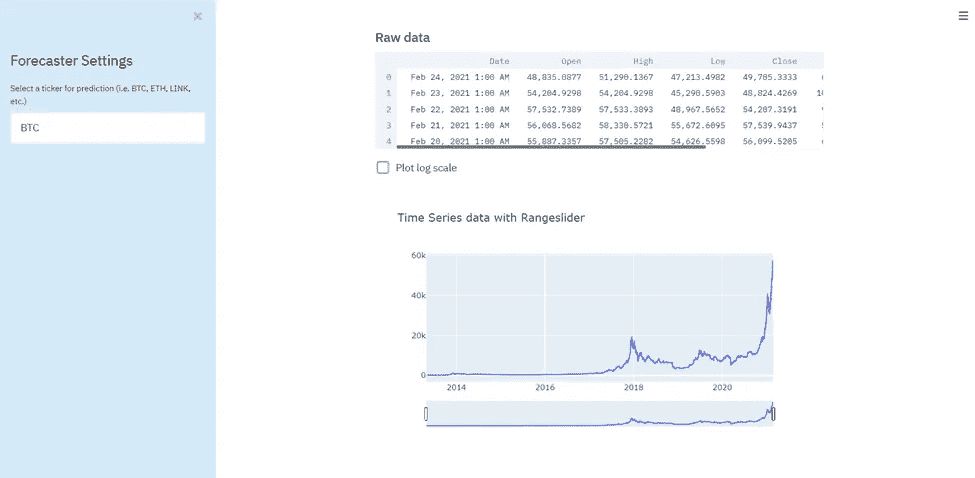 Forecaster Settings
Select a ticker for prediction (i.e. BTC, ETH, LINK,
etc.)
BTC
Raw data
Date Open High Low Close
0 Feb 24, 2021 1:00 AM 48,835.0877 51,290.1367 47,213.4982 49,705.3333
1 Feb 23, 2021 1:00 AM 54,204.9298 54,204.9298 45,290.5903 48,824.4269
2 Feb 22, 2021 1:00 AM 57,532.7389 57,533.3893 48,967.5652 54,207.3191
3 Feb 21, 2021 1:00 AM 56,068.5682 58,330.5721 55,672.6095 57,539.9437
4 Feb 20, 2021 1:00 AM 55,887.3357 57,505.2282 54,626.5598 56,099.5205
Plot log scale
Time Series data with Rangeslider
60k
40k
20k
0
2014 2016 2018 2020